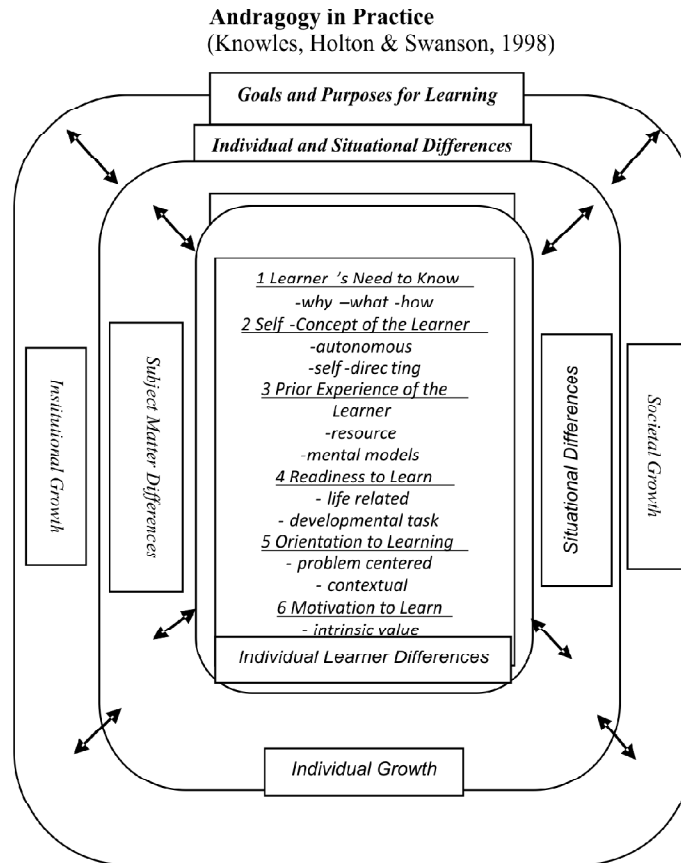 Andragogy in Practice
(Knowles, Holton & Swanson, 1998)
Goals and Purposes for Learning
Individual and Situational Differences
1 Learner 's Need to Know
-why –what -how
2 Self -Concept of the Learner
-autonomous
-self -directing
3 Prior Experience of the
Learner
-resource
-mental models
4 Readiness to Learn
- life related
- developmental task
5 Orientation to Learning
- problem centered
- contextual
6 Motivation to Learn
- intrinsic value
Individual Learner Differences
Institutional Growth
Subject Matter Differences
Situational Differences
Societal Growth
Individual Growth